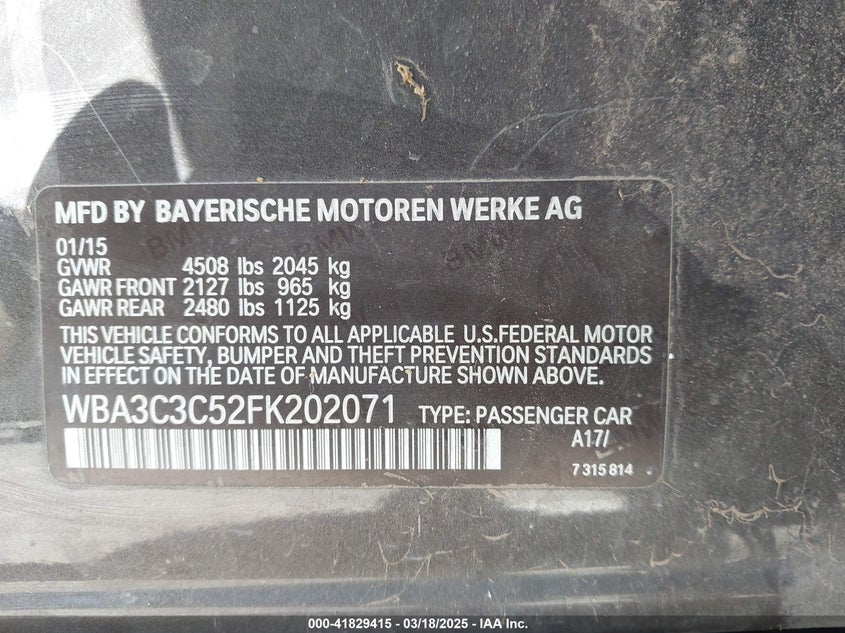 MFD BY BAYERISCHE MOTOREN WERKE AG
01/15
GVWR 4508 lbs 2045 kg
GAWR FRONT 2127 lbs 965 kg
GAWR REAR 2480 lbs 1125 kg
THIS VEHICLE CONFORMS TO ALL APPLICABLE U.S.FEDERAL MOTOR
VEHICLE SAFETY, BUMPER AND THEFT PREVENTION STANDARDS
IN EFFECT ON THE DATE OF MANUFACTURE SHOWN ABOVE.
WBA3C3C52FK202071 TYPE: PASSENGER CAR
A17/
7 315 814
000-41829415 - 03/18/2025 - IAA Inc.